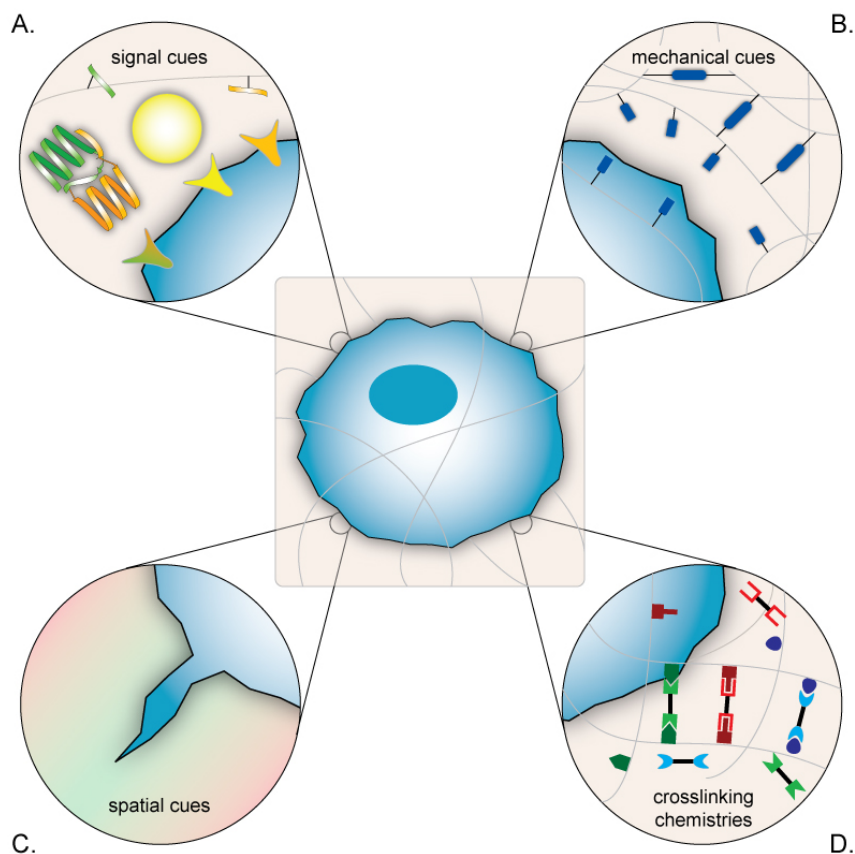 A.
B.
signal cues
mechanical cues
spatial cues
crosslinking
chemistries
C.
D.